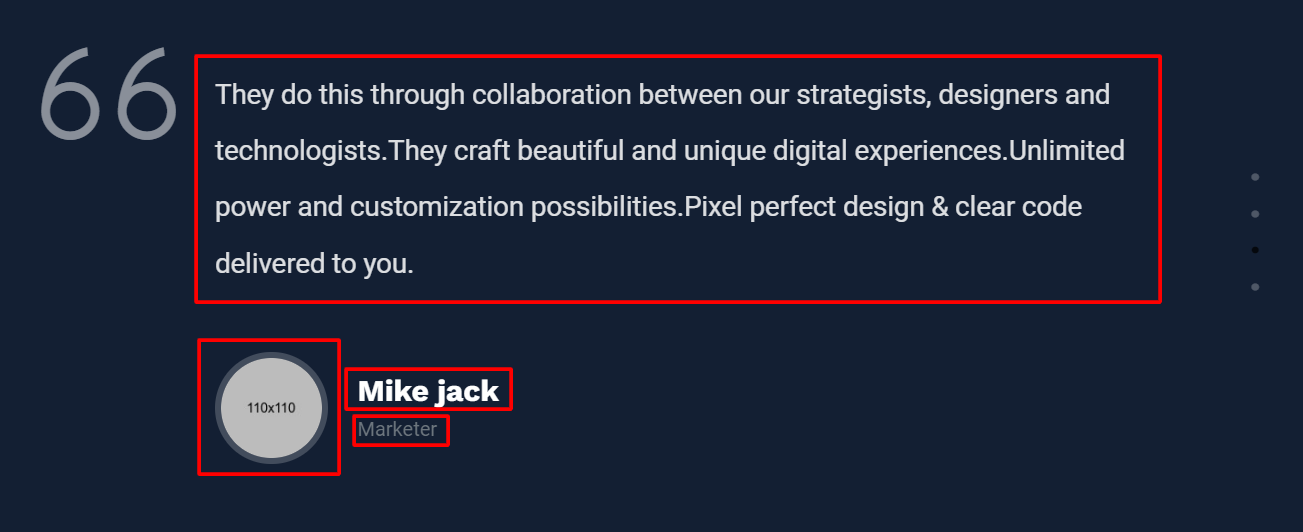 66
They do this through collaboration between our strategists, designers and
technologists.They craft beautiful and unique digital experiences.Unlimited
power and customization possibilities.Pixel perfect design & clear code
delivered to you.
110x110
Mike jack
Marketer